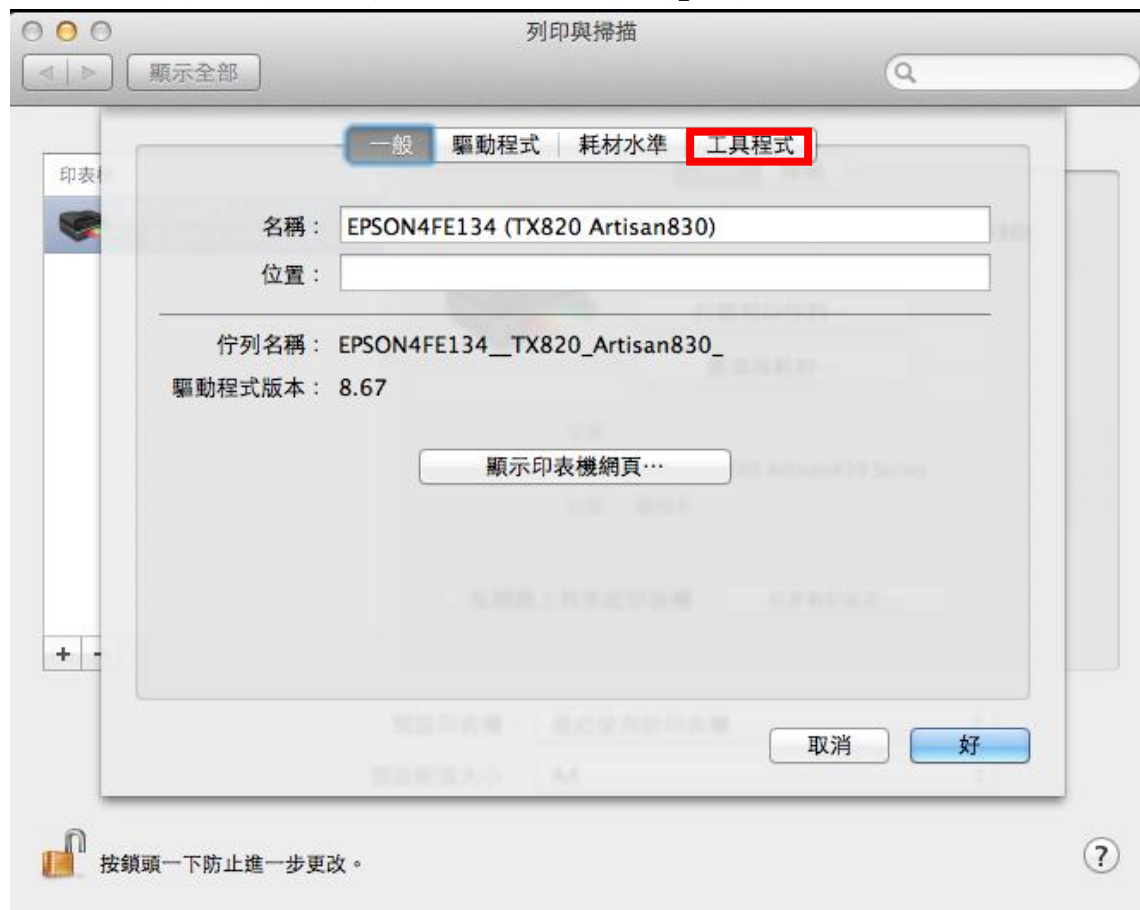 列印與掃描
顯示全部
一般 驅動程式 耗材水準 工具程式
印表
名稱：EPSON4FE134 (TX820 Artisan830)
位置：
佇列名稱：EPSON4FE134__TX820_Artisan830_
驅動程式版本：8.67
顯示印表機網頁…
+ -
取消 好
按鎖頭一下防止進一步更改。
?